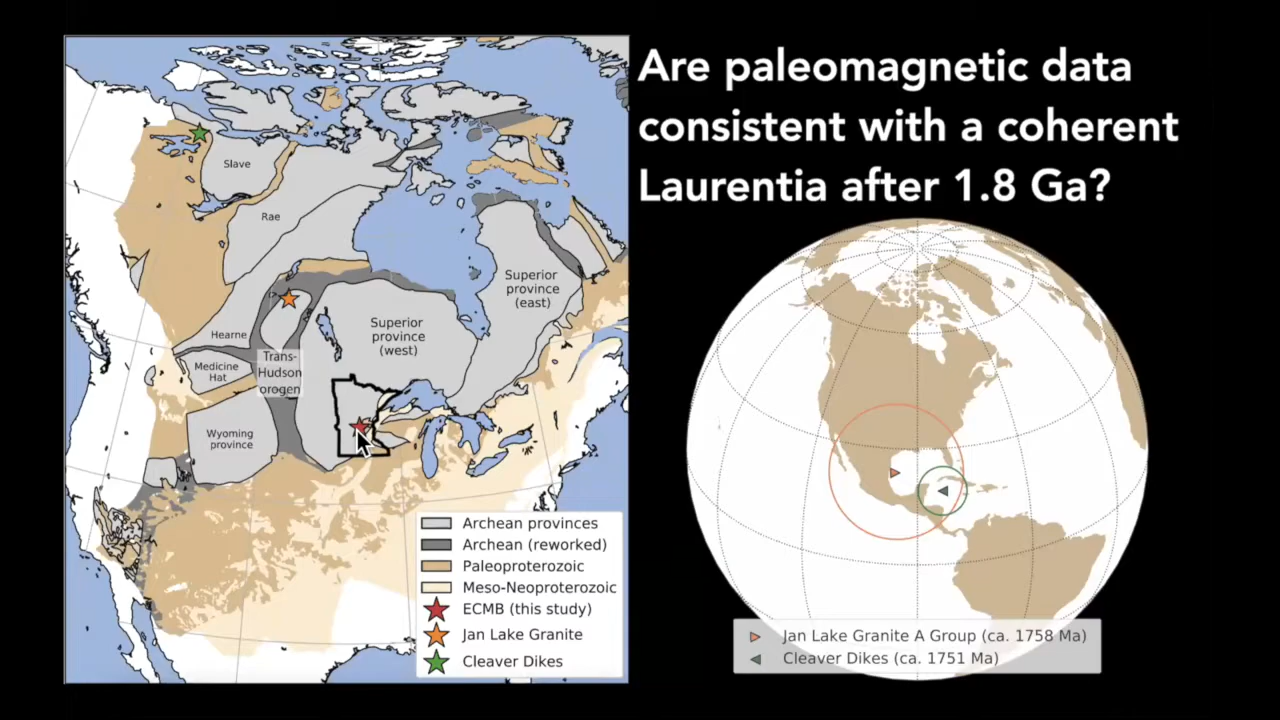 Are paleomagnetic data
consistent with a coherent
Laurentia after 1.8 Ga?
Slave
Rae
Superior
province
(east)
Superior
province
(west)
Hearne
Trans-
Hudson
orogen
Medicine
Hat
Wyoming
province
Archean provinces
Archean (reworked)
Paleoproterozoic
Meso-Neoproterozoic
ECMB (this study)
Jan Lake Granite
Cleaver Dikes
Jan Lake Granite A Group (ca. 1758 Ma)
Cleaver Dikes (ca. 1751 Ma)